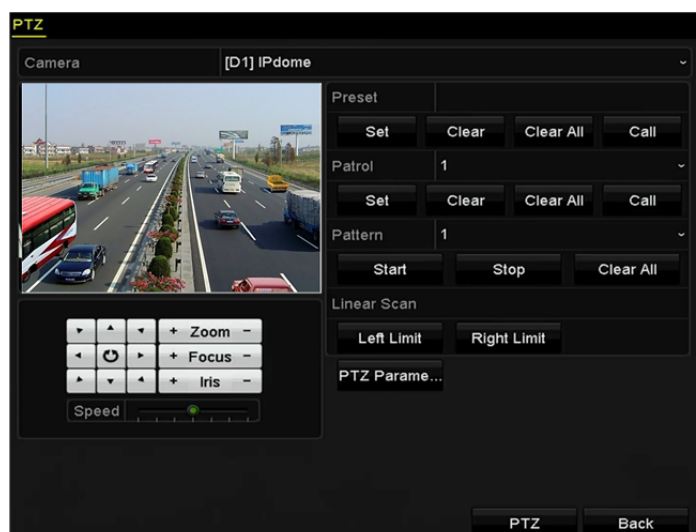 PTZ
Camera [D1] IPdome
Preset
Set Clear Clear All Call
Patrol 1
Set Clear Clear All Call
Pattern 1
Start Stop Clear All
Linear Scan
Left Limit Right Limit
PTZ Parame...
+ Zoom −
+ Focus −
+ Iris −
Speed
PTZ Back